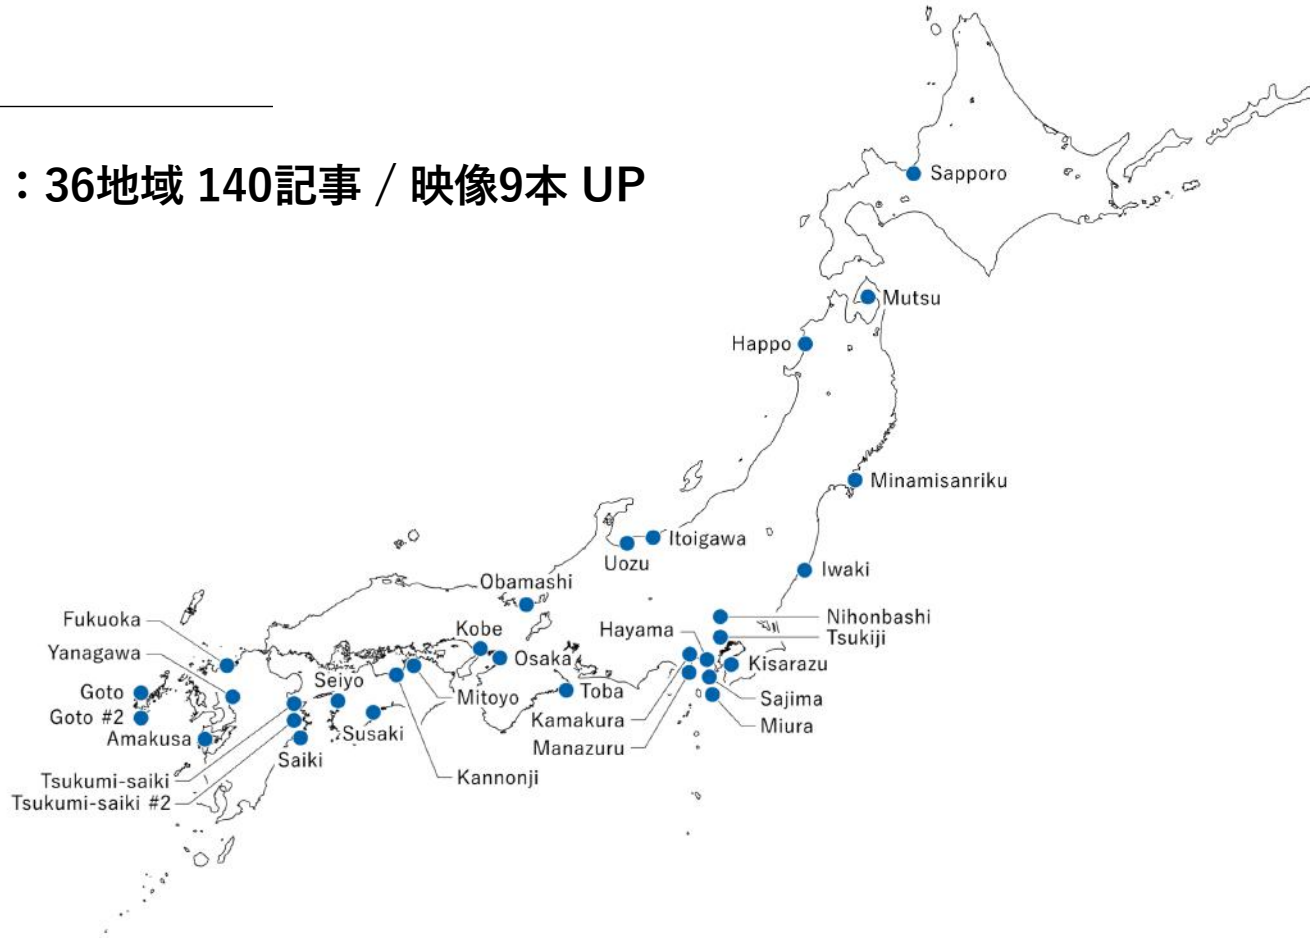 ：36地域 140記事 / 映像9本 UP
Sapporo
Mutsu
Happo
Minamisanriku
Itoigawa
Uozu
Iwaki
Obamashi
Fukuoka
Nihonbashi
Hayama
Kobe
Tsukiji
Yanagawa
Osaka
Kisarazu
Seiyo
Goto
Mitoyo
Toba
Sajima
Goto #2
Kamakura
Miura
Amakusa
Susaki
Manazuru
Saiki
Kannonji
Tsukumi-saiki
Tsukumi-saiki #2